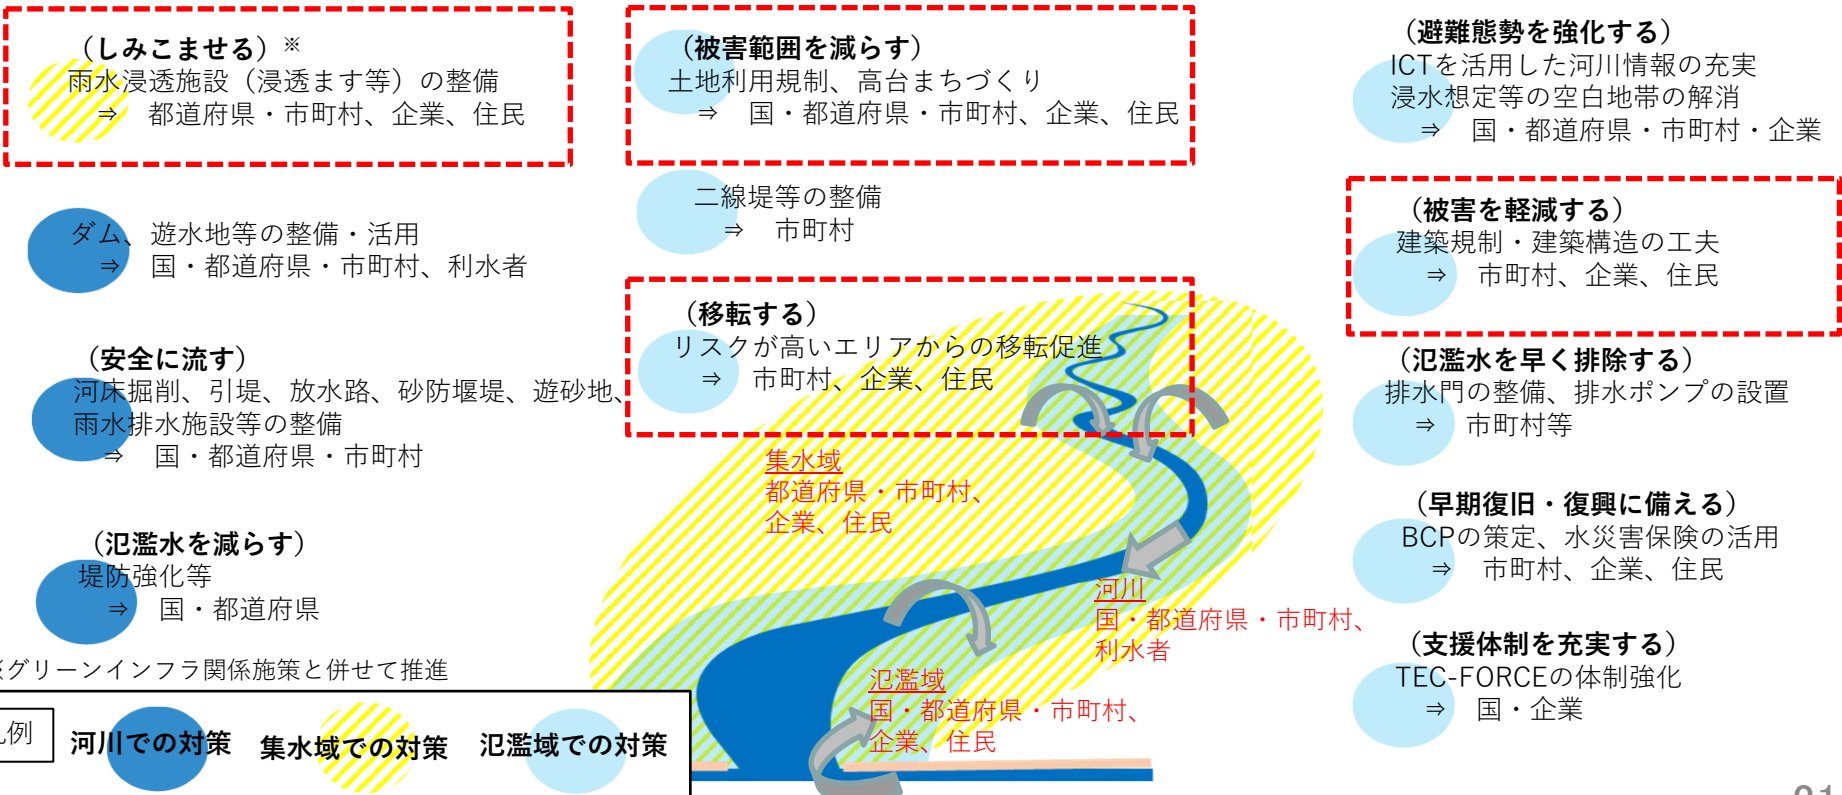 （しみこませる）※
雨水浸透施設（浸透ます等）の整備
⇒ 都道府県・市町村、企業、住民
ダム、遊水地等の整備・活用
⇒ 国・都道府県・市町村、利水者
（安全に流す）
河床掘削、引堤、放水路、砂防堰堤、遊砂地、
雨水排水施設等の整備
⇒ 国・都道府県・市町村
（氾濫水を減らす）
堤防強化等
⇒ 国・都道府県
※グリーンインフラ関係施策と併せて推進
凡例
河川での対策
集水域での対策
氾濫域での対策
（被害範囲を減らす）
土地利用規制、高台まちづくり
⇒ 国・都道府県・市町村、企業、住民
二線堤等の整備
⇒ 市町村
（移転する）
リスクが高いエリアからの移転促進
⇒ 市町村、企業、住民
集水域
都道府県・市町村、
企業、住民
河川
国・都道府県・市町村、
利水者
氾濫域
国・都道府県・市町村、
企業、住民
（避難態勢を強化する）
ICTを活用した河川情報の充実
浸水想定等の空白地帯の解消
⇒ 国・都道府県・市町村・企業
（被害を軽減する）
建築規制・建築構造の工夫
⇒ 市町村、企業、住民
（氾濫水を早く排除する）
排水門の整備、排水ポンプの設置
⇒ 市町村等
（早期復旧・復興に備える）
BCPの策定、水災害保険の活用
⇒ 市町村、企業、住民
（支援体制を充実する）
TEC-FORCEの体制強化
⇒ 国・企業